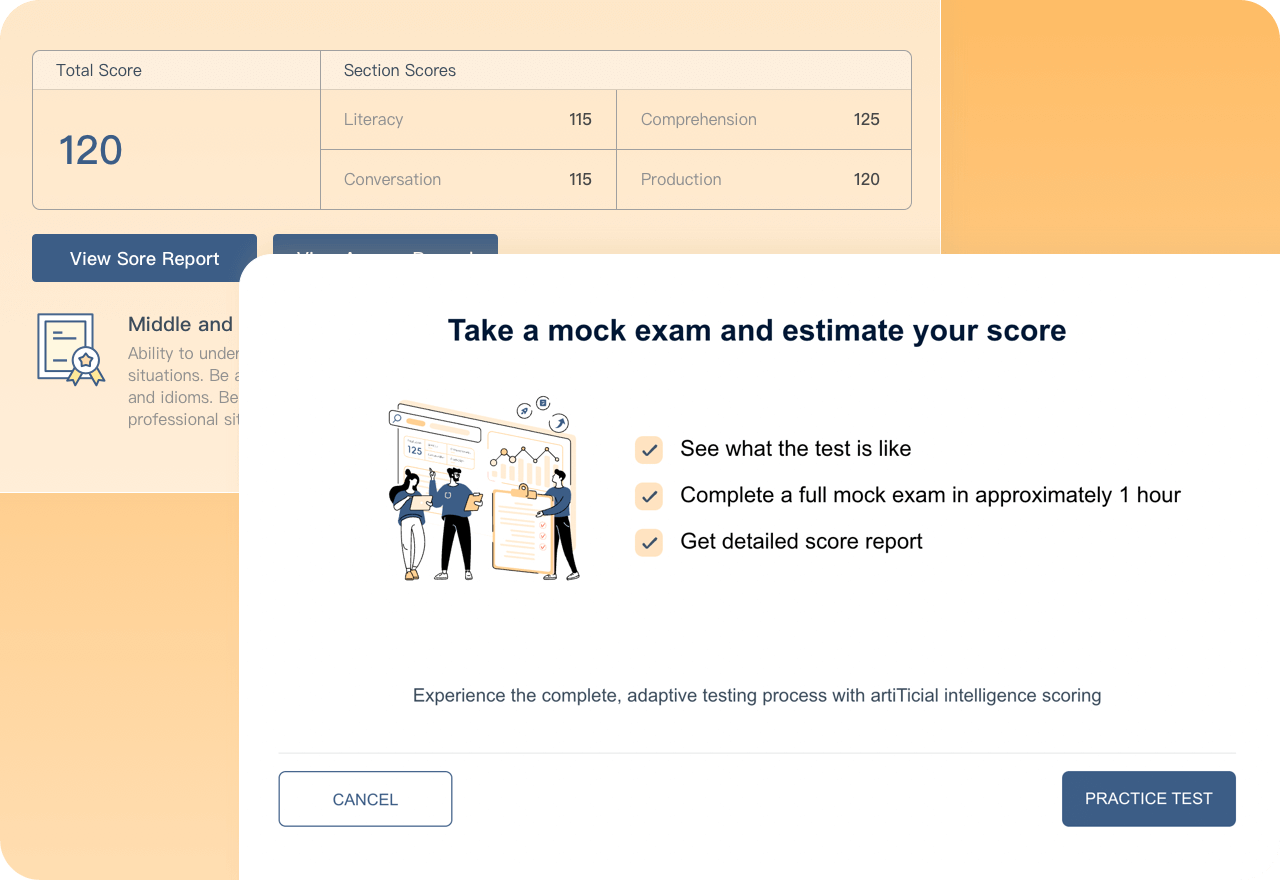 Total Score
Section Scores
120
Literacy 115
Comprehension 125
Conversation 115
Production 120
View Sore Report
Middle and
Ability to under
situations. Be a
and idioms. Be
professional sit
Take a mock exam and estimate your score
125
See what the test is like
Complete a full mock exam in approximately 1 hour
Get detailed score report
Experience the complete, adaptive testing process with artiTicial intelligence scoring
CANCEL
PRACTICE TEST